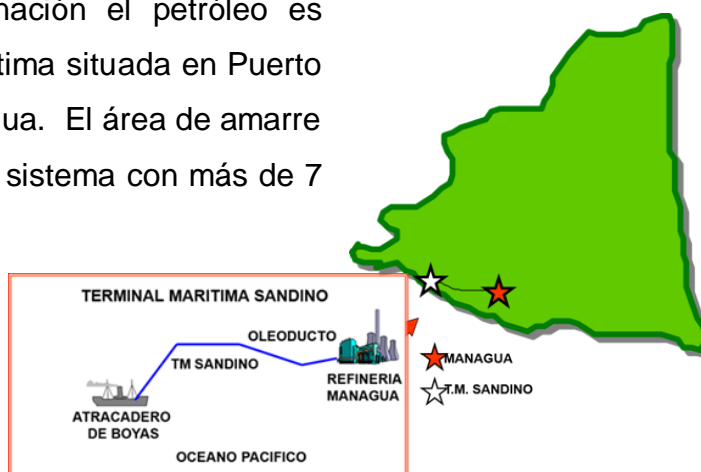 nación el petróleo es
tima situada en Puerto
ua. El área de amarre
sistema con más de 7
TERMINAL MARITIMA SANDINO
OLEODUCTO
TM SANDINO
REFINERIA
MANAGUA
ATRACADERO
DE BOYAS
OCEANO PACIFICO
MANAGUA
T.M. SANDINO